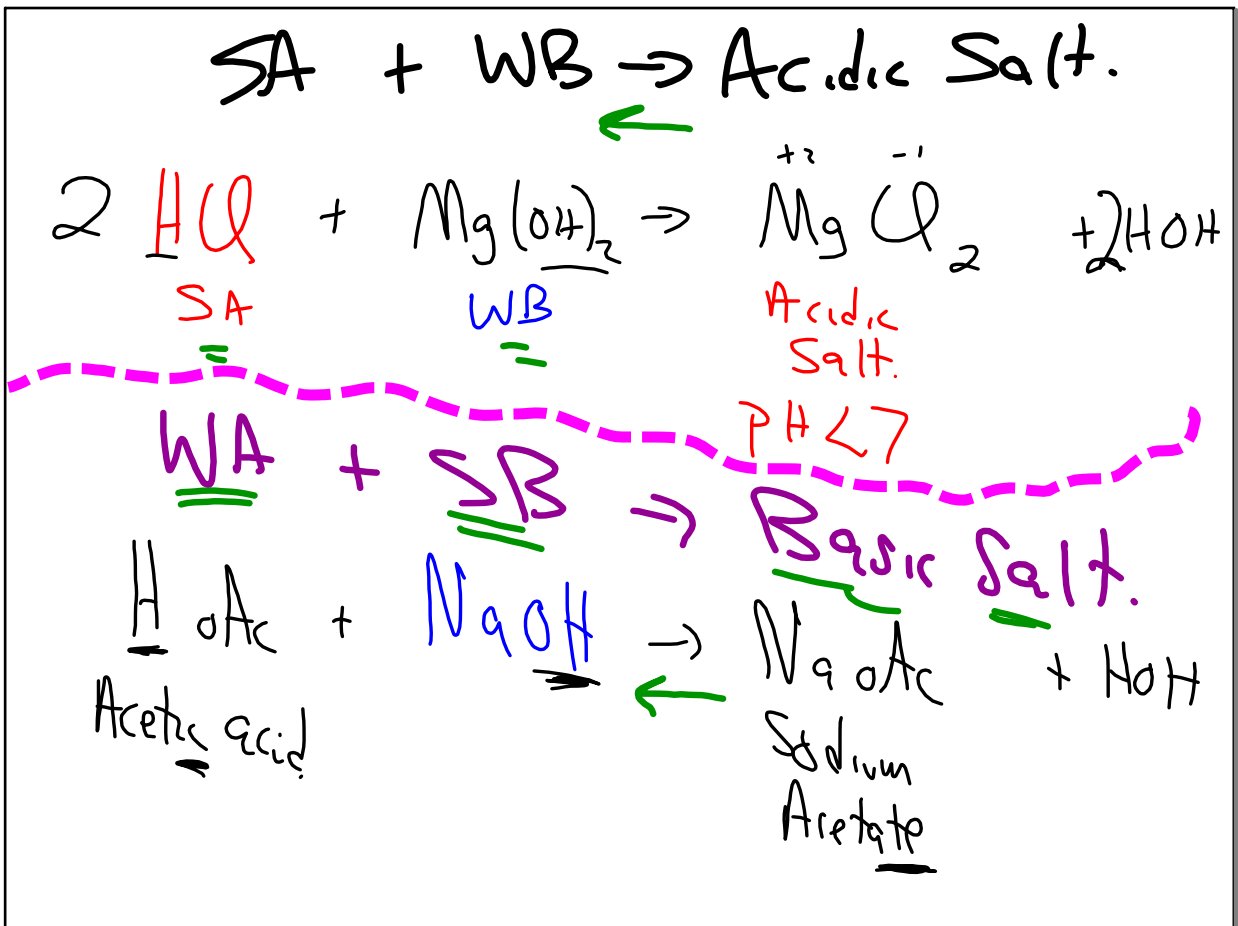 SA + WB → Acidic Salt.
←
+2 -1
2 HCl + Mg(OH)₂ → MgCl₂ + 2HOH
SA WB Acidic
Salt.
PH < 7
WA + SB → Basic Salt.
HOAc + NaOH → NaOAc + HOH
←
Acetic acid Sodium
Acetate